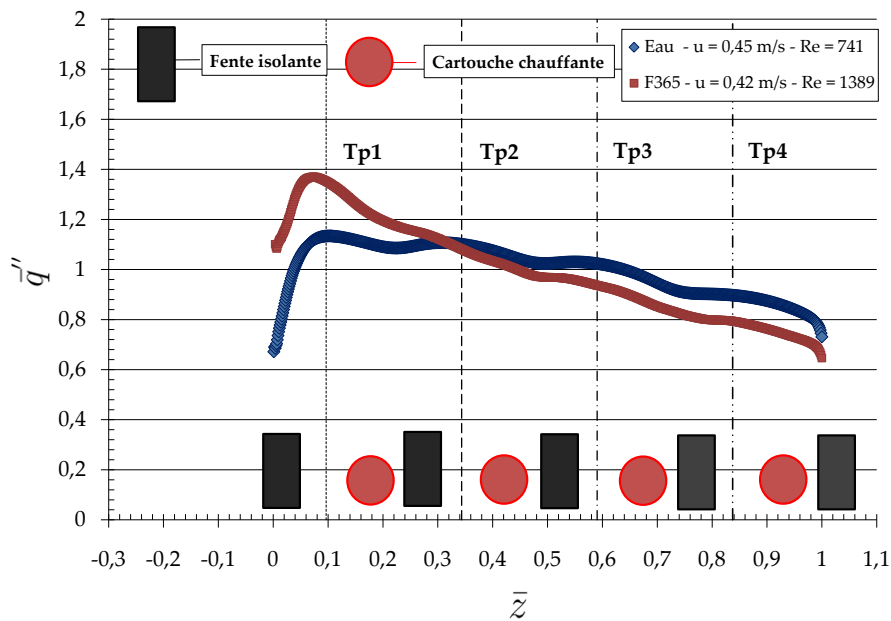 2
1,8
1,6
1,4
1,2
1
0,8
0,6
0,4
0,2
0
q̄″
Fente isolante
Cartouche chauffante
Eau - u = 0,45 m/s - Re = 741
F365 - u = 0,42 m/s - Re = 1389
Tp1 Tp2 Tp3 Tp4
-0,3 -0,2 -0,1 0 0,1 0,2 0,3 0,4 0,5 0,6 0,7 0,8 0,9 1 1,1
z̄